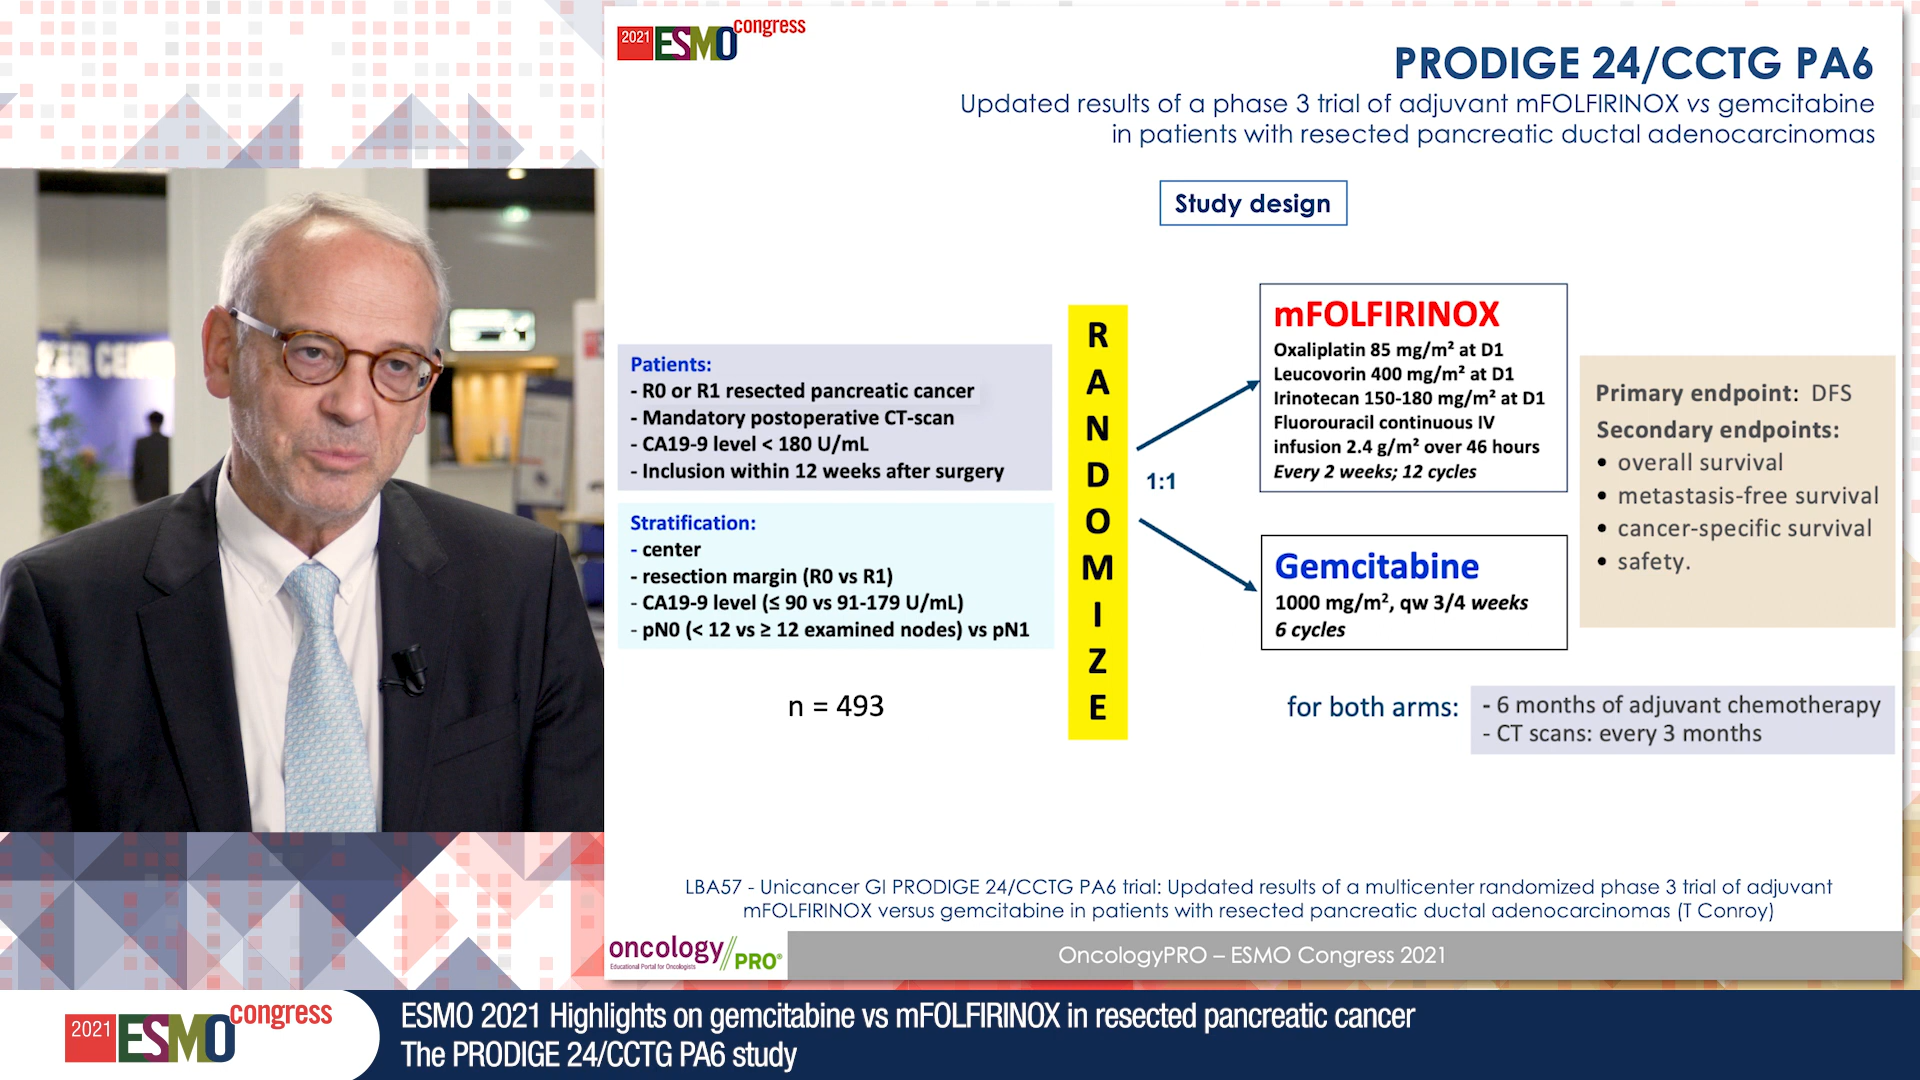 2021 ESMO congress
PRODIGE 24/CCTG PA6
Updated results of a phase 3 trial of adjuvant mFOLFIRINOX vs gemcitabine
in patients with resected pancreatic ductal adenocarcinomas
Study design
Patients:
- R0 or R1 resected pancreatic cancer
- Mandatory postoperative CT-scan
- CA19-9 level < 180 U/mL
- Inclusion within 12 weeks after surgery
Stratification:
- center
- resection margin (R0 vs R1)
- CA19-9 level (≤ 90 vs 91-179 U/mL)
- pN0 (< 12 vs ≥ 12 examined nodes) vs pN1
n = 493
R
A
N
D
O
M
I
Z
E
1:1
mFOLFIRINOX
Oxaliplatin 85 mg/m² at D1
Leucovorin 400 mg/m² at D1
Irinotecan 150-180 mg/m² at D1
Fluorouracil continuous IV
infusion 2.4 g/m² over 46 hours
Every 2 weeks; 12 cycles
Gemcitabine
1000 mg/m², qw 3/4 weeks
6 cycles
Primary endpoint: DFS
Secondary endpoints:
• overall survival
• metastasis-free survival
• cancer-specific survival
• safety.
for both arms:
- 6 months of adjuvant chemotherapy
- CT scans: every 3 months
LBA57 - Unicancer GI PRODIGE 24/CCTG PA6 trial: Updated results of a multicenter randomized phase 3 trial of adjuvant
mFOLFIRINOX versus gemcitabine in patients with resected pancreatic ductal adenocarcinomas (T Conroy)
oncology//PRO®
Educational Portal for Oncologists
OncologyPRO – ESMO Congress 2021
2021 ESMO congress
ESMO 2021 Highlights on gemcitabine vs mFOLFIRINOX in resected pancreatic cancer
The PRODIGE 24/CCTG PA6 study